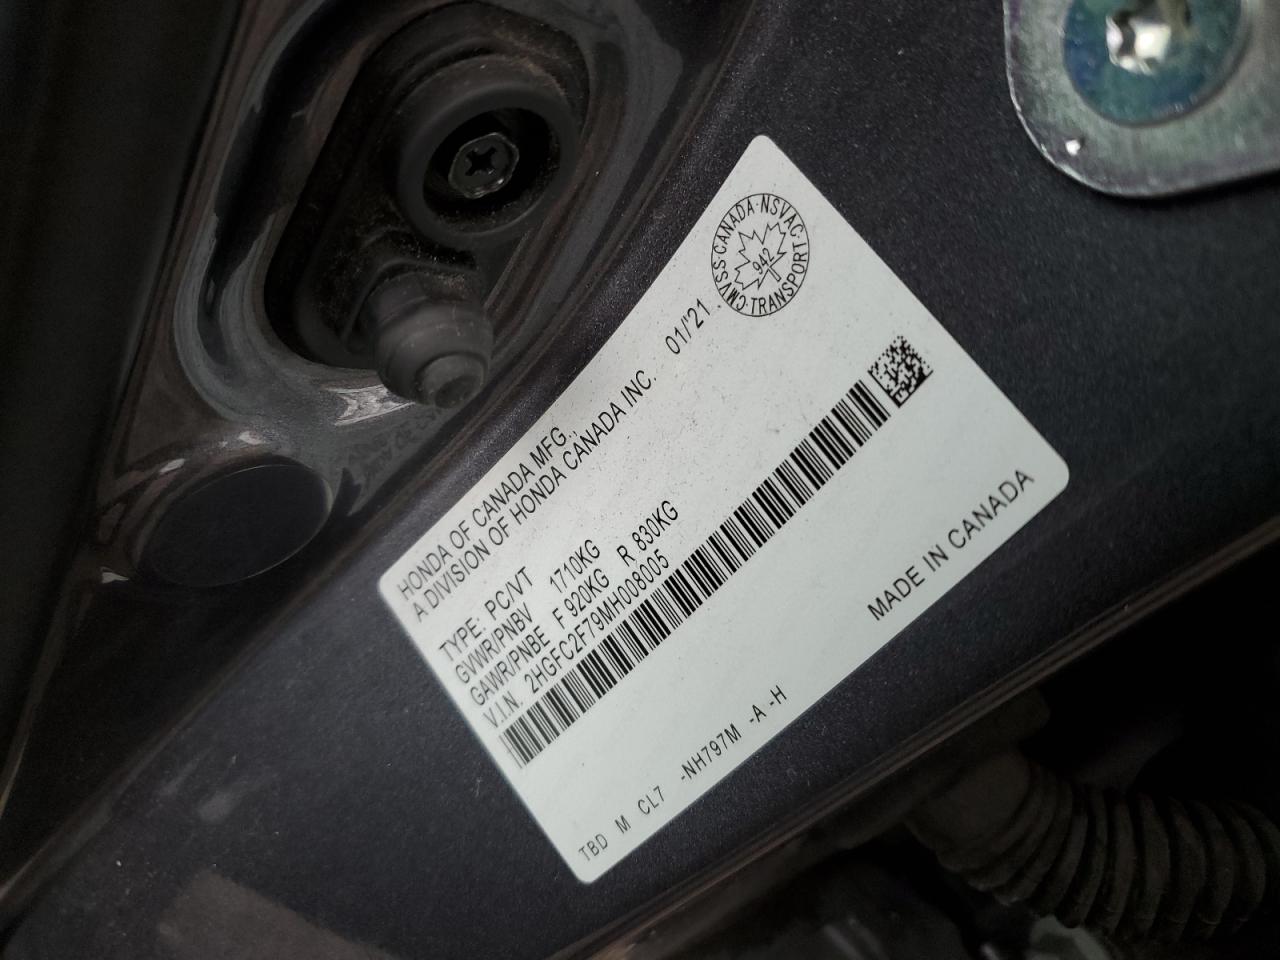 HONDA OF CANADA MFG.,
A DIVISION OF HONDA CANADA INC. 01/'21
CMVSS·CANADA·NSVAC·TRANSPORT·
942
TYPE: PC/VT
GVWR/PNBV 1710KG
GAWR/PNBE F 920KG R 830KG
V.I.N. 2HGFC2F79MH008005
MADE IN CANADA
TBD M CL7 -NH797M -A -H